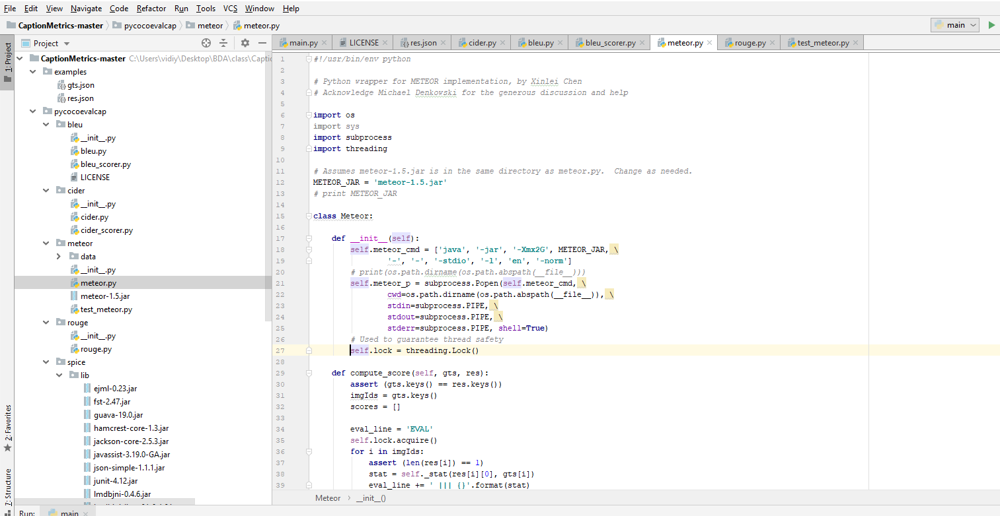 File Edit View Navigate Code Refactor Run Tools VCS Window Help
CaptionMetrics-master pycocoevalcap meteor meteor.py main
1: Project
Project
CaptionMetrics-master C:\Users\vidiy\Desktop\BDA\class\Captic
examples
gts.json
res.json
pycocoevalcap
bleu
__init__.py
bleu.py
bleu_scorer.py
LICENSE
cider
__init__.py
cider.py
cider_scorer.py
meteor
data
__init__.py
meteor.py
meteor-1.5.jar
test_meteor.py
rouge
__init__.py
rouge.py
spice
lib
ejml-0.23.jar
fst-2.47.jar
guava-19.0.jar
hamcrest-core-1.3.jar
jackson-core-2.5.3.jar
javassist-3.19.0-GA.jar
json-simple-1.1.1.jar
junit-4.12.jar
lmdbjni-0.4.6.jar
2: Favorites
7: Structure
main.py LICENSE res.json cider.py bleu.py bleu_scorer.py meteor.py rouge.py test_meteor.py
1 #!/usr/bin/env python
2
3 # Python wrapper for METEOR implementation, by Xinlei Chen
4 # Acknowledge Michael Denkowski for the generous discussion and help
5
6 import os
7 import sys
8 import subprocess
9 import threading
10
11 # Assumes meteor-1.5.jar is in the same directory as meteor.py.  Change as needed.
12 METEOR_JAR = 'meteor-1.5.jar'
13 # print METEOR_JAR
14
15 class Meteor:
16
17     def __init__(self):
18         self.meteor_cmd = ['java', '-jar', '-Xmx2G', METEOR_JAR, \
19                 '-', '-', '-stdio', '-l', 'en', '-norm']
20         # print(os.path.dirname(os.path.abspath(__file__)))
21         self.meteor_p = subprocess.Popen(self.meteor_cmd, \
22                 cwd=os.path.dirname(os.path.abspath(__file__)), \
23                 stdin=subprocess.PIPE, \
24                 stdout=subprocess.PIPE, \
25                 stderr=subprocess.PIPE, shell=True)
26         # Used to guarantee thread safety
27         self.lock = threading.Lock()
28
29     def compute_score(self, gts, res):
30         assert (gts.keys() == res.keys())
31         imgIds = gts.keys()
32         scores = []
33
34         eval_line = 'EVAL'
35         self.lock.acquire()
36         for i in imgIds:
37             assert (len(res[i]) == 1)
38             stat = self._stat(res[i][0], gts[i])
39             eval_line += ' ||| {}'.format(stat)
Meteor __init__()
Run: main